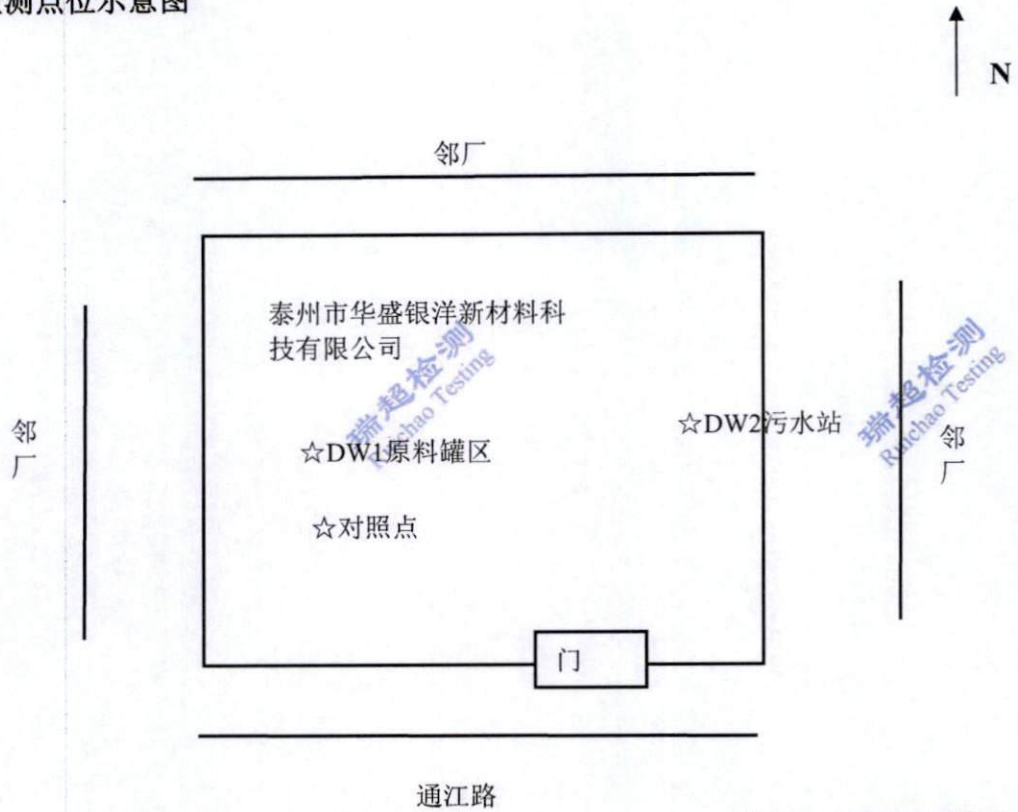 测点位示意图
N
邻厂
泰州市华盛银洋新材料科
技有限公司
瑞超检测
Ruichao Testing
瑞超检测
Ruichao Testing
邻厂
☆DW1原料罐区
☆DW2污水站
邻厂
☆对照点
门
通江路